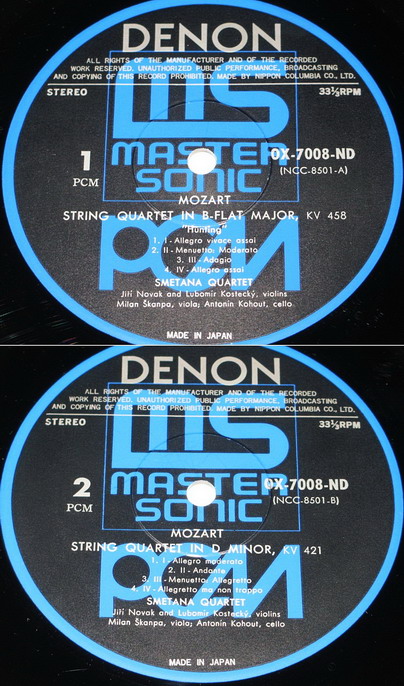 DENON
ALL RIGHTS OF THE MANUFACTURER AND OF THE RECORDED
WORK RESERVED. UNAUTHORIZED PUBLIC PERFORMANCE, BROADCASTING
AND COPYING OF THIS RECORD PROHIBITED. MADE BY NIPPON COLUMBIA CO., LTD.
STEREO 33⅓RPM
MS
MASTER
SONIC
1
PCM
OX-7008-ND
(NCC-8501-A)
MOZART
STRING QUARTET IN B-FLAT MAJOR, KV 458
"Hunting"
1. I - Allegro vivace assai
2. II - Menuetto: Moderato
3. III - Adagio
4. IV - Allegro assai
PCM
SMETANA QUARTET
Jiří Novak and Lubomír Kostecký, violins
Milan Škanpa, viola; Antonín Kohout, cello
MADE IN JAPAN
DENON
ALL RIGHTS OF THE MANUFACTURER AND OF THE RECORDED
WORK RESERVED. UNAUTHORIZED PUBLIC PERFORMANCE, BROADCASTING
AND COPYING OF THIS RECORD PROHIBITED. MADE BY NIPPON COLUMBIA CO., LTD.
STEREO 33⅓RPM
MS
MASTER
SONIC
2
PCM
OX-7008-ND
(NCC-8501-B)
MOZART
STRING QUARTET IN D MINOR, KV 421
1. I - Allegro moderato
2. II - Andante
3. III - Menuetto: Allegretto
4. IV - Allegretto ma non troppo
PCM
SMETANA QUARTET
Jiří Novak and Lubomír Kostecký, violins
Milan Škanpa, viola; Antonín Kohout, cello
MADE IN JAPAN